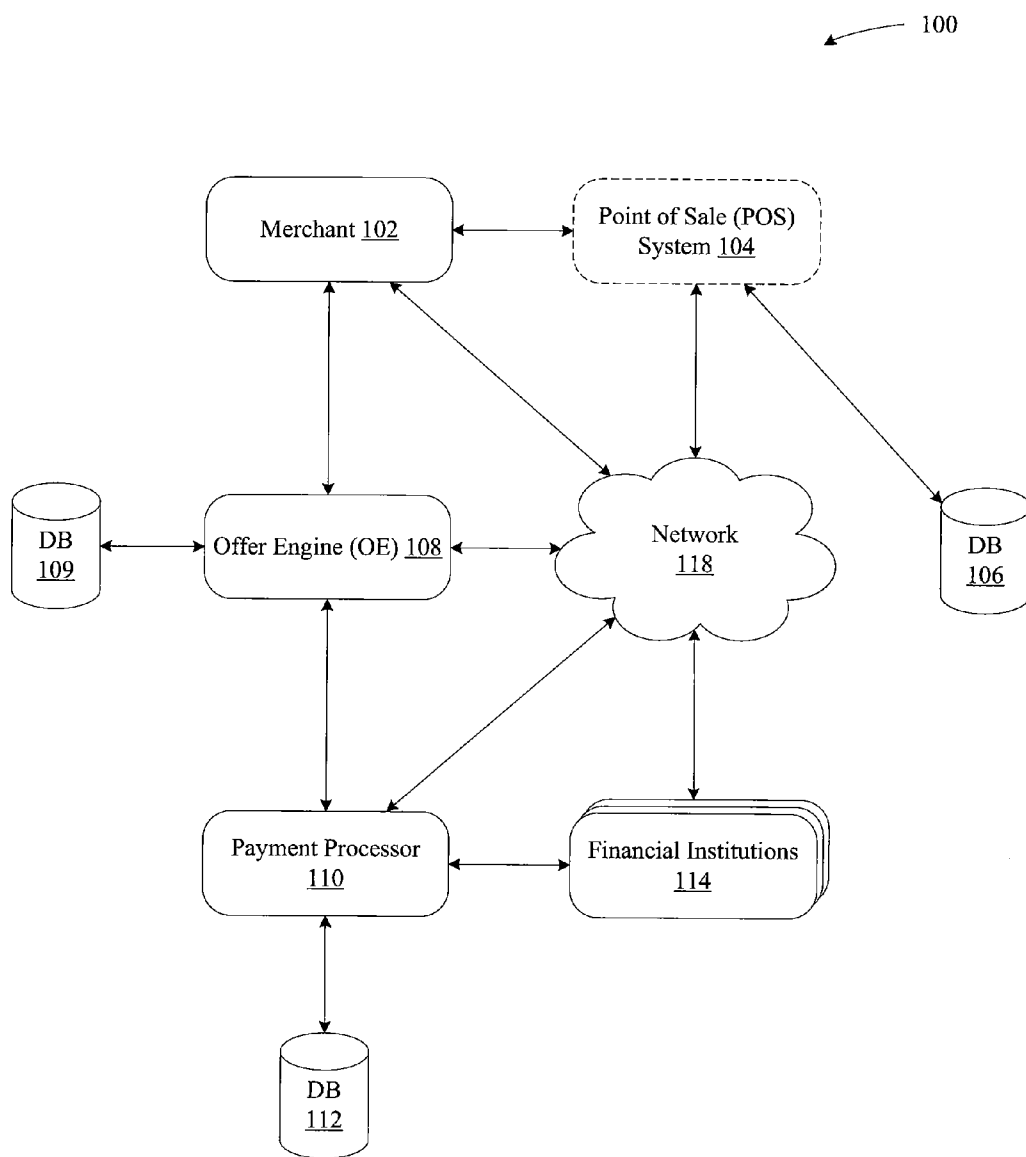 100
Merchant 102
Point of Sale (POS)
System 104
DB
109
Offer Engine (OE) 108
Network
118
DB
106
Payment Processor
110
Financial Institutions
114
DB
112